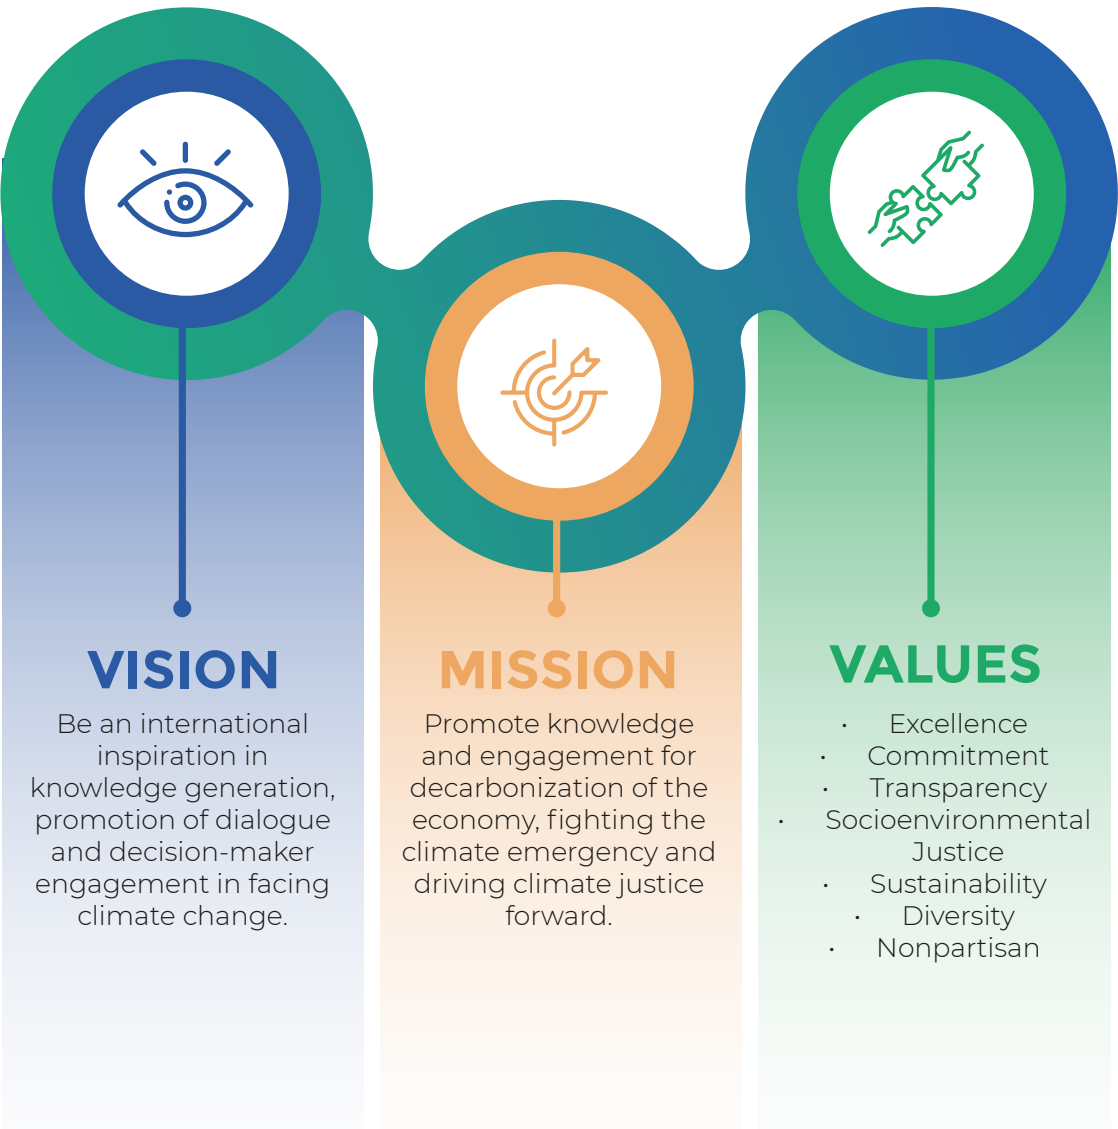 VISION
Be an international
inspiration in
knowledge generation,
promotion of dialogue
and decision-maker
engagement in facing
climate change.
MISSION
Promote knowledge
and engagement for
decarbonization of the
economy, fighting the
climate emergency and
driving climate justice
forward.
VALUES
· Excellence
· Commitment
· Transparency
· Socioenvironmental
Justice
· Sustainability
· Diversity
· Nonpartisan